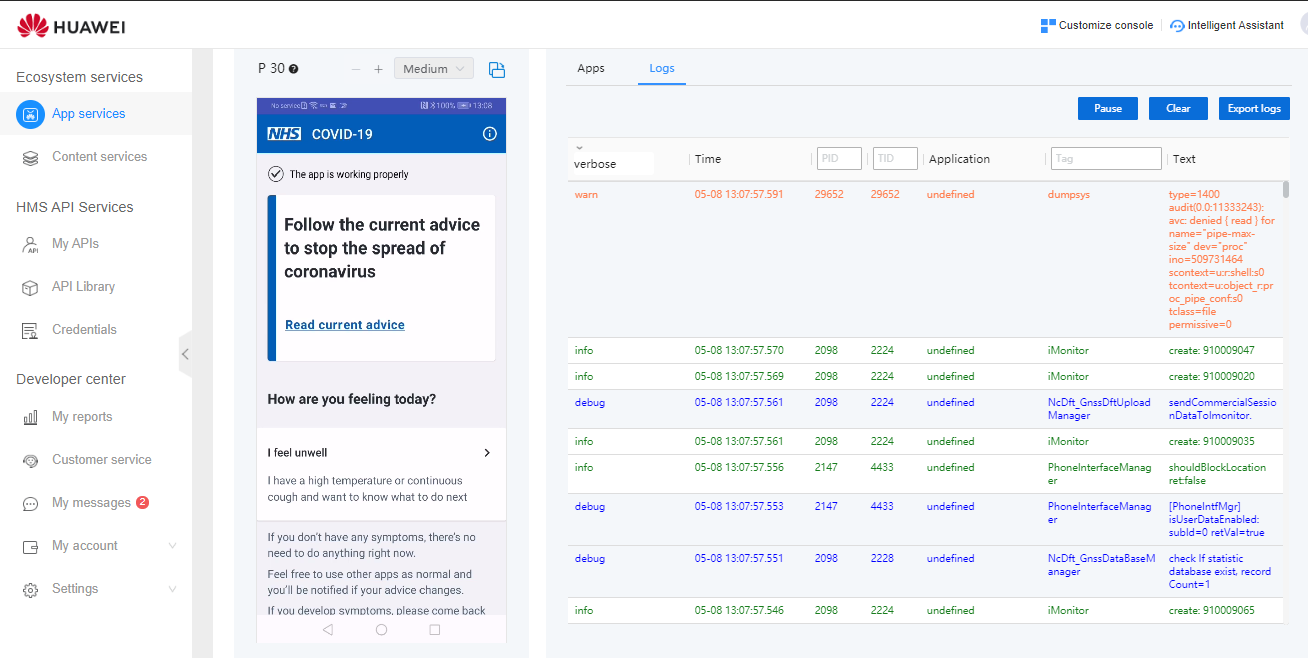 HUAWEI
Customize console
Intelligent Assistant
Ecosystem services
App services
Content services
HMS API Services
My APIs
API Library
Credentials
Developer center
My reports
Customer service
My messages 2
My account
Settings
P 30 ?
− + Medium
No service 100% 13:08
NHS COVID-19
The app is working properly
Follow the current advice
to stop the spread of
coronavirus
Read current advice
How are you feeling today?
I feel unwell
I have a high temperature or continuous
cough and want to know what to do next
If you don't have any symptoms, there's no
need to do anything right now.
Feel free to use other apps as normal and
you'll be notified if your advice changes.
If you develop symptoms, please come back
Apps Logs
Pause Clear Export logs
verbose Time PID TID Application Tag Text
warn 05-08 13:07:57.591 29652 29652 undefined dumpsys type=1400
audit(0.0:11333243):
avc: denied { read } for
name="pipe-max-
size" dev="proc"
ino=509731464
scontext=u:r:shell:s0
tcontext=u:object_r:pr
oc_pipe_conf:s0
tclass=file
permissive=0
info 05-08 13:07:57.570 2098 2224 undefined iMonitor create: 910009047
info 05-08 13:07:57.569 2098 2224 undefined iMonitor create: 910009020
debug 05-08 13:07:57.561 2098 2224 undefined NcDft_GnssDftUpload sendCommercialSessio
Manager nDataToImonitor.
info 05-08 13:07:57.561 2098 2224 undefined iMonitor create: 910009035
info 05-08 13:07:57.556 2147 4433 undefined PhoneInterfaceManag shouldBlockLocation
er ret:false
debug 05-08 13:07:57.553 2147 4433 undefined PhoneInterfaceManag [PhoneIntfMgr]
er isUserDataEnabled:
subId=0 retVal=true
debug 05-08 13:07:57.551 2098 2228 undefined NcDft_GnssDataBaseM check If statistic
anager database exist, record
Count=1
info 05-08 13:07:57.546 2098 2224 undefined iMonitor create: 910009065